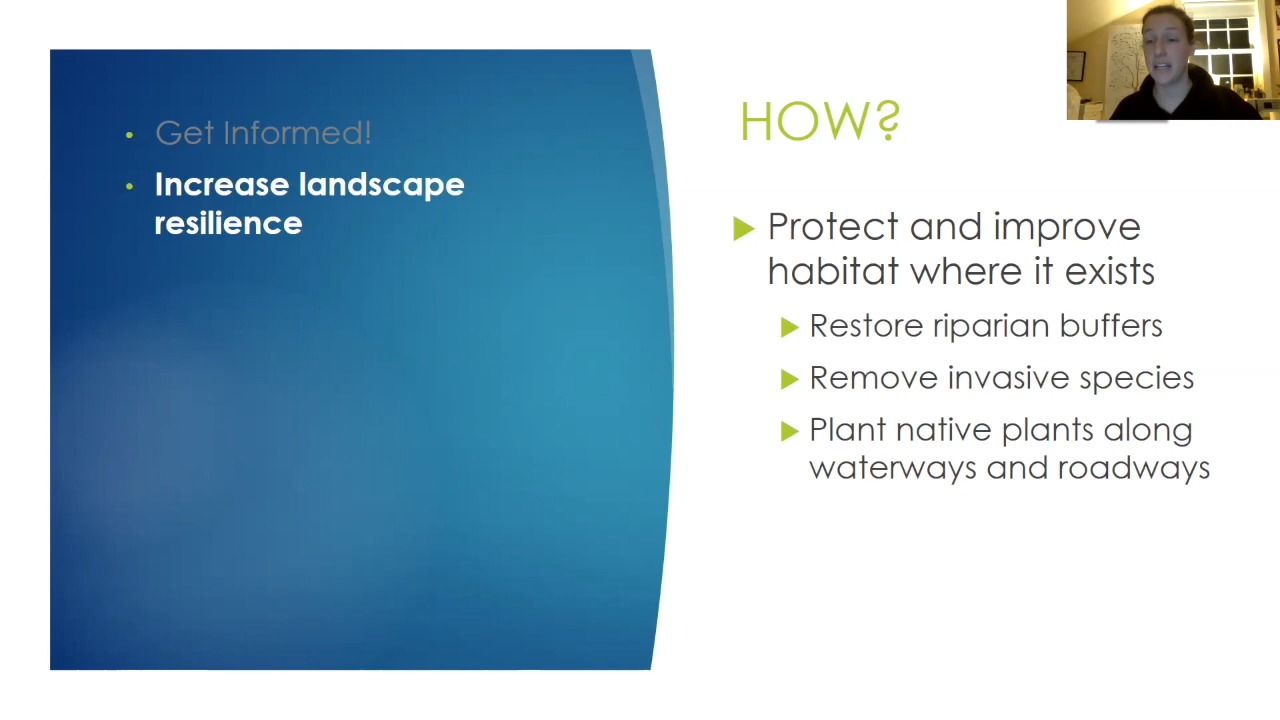 Get Informed!
Increase landscape
resilience
HOW?
Protect and improve
habitat where it exists
Restore riparian buffers
Remove invasive species
Plant native plants along
waterways and roadways